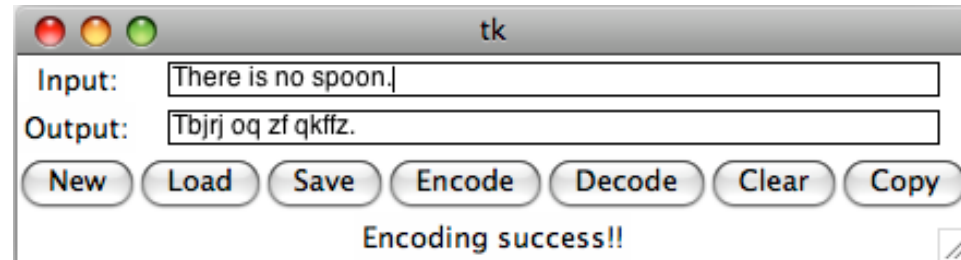 tk
Input: There is no spoon.
Output: Tbjrj oq zf qkffz.
New Load Save Encode Decode Clear Copy
Encoding success!!